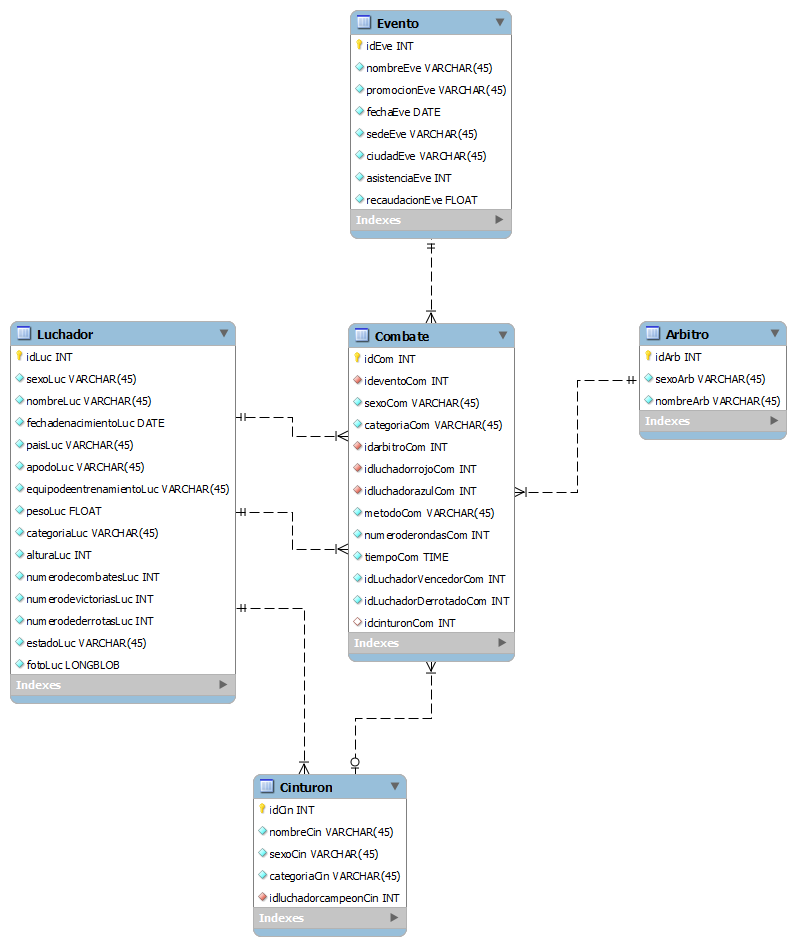 Evento
idEve INT
nombreEve VARCHAR(45)
promocionEve VARCHAR(45)
fechaEve DATE
sedeEve VARCHAR(45)
ciudadEve VARCHAR(45)
asistenciaEve INT
recaudacionEve FLOAT
Indexes
Luchador
idLuc INT
sexoLuc VARCHAR(45)
nombreLuc VARCHAR(45)
fechadenacimientoLuc DATE
paisLuc VARCHAR(45)
apodoLuc VARCHAR(45)
equipodeentrenamientoLuc VARCHAR(45)
pesoLuc FLOAT
categoriaLuc VARCHAR(45)
alturaLuc INT
numerodecombatesLuc INT
numerodevictoriasLuc INT
numerodederrotasLuc INT
estadoLuc VARCHAR(45)
fotoLuc LONGBLOB
Indexes
Combate
idCom INT
ideventoCom INT
sexoCom VARCHAR(45)
categoriaCom VARCHAR(45)
idarbitroCom INT
idluchadorrojoCom INT
idluchadorazulCom INT
metodoCom VARCHAR(45)
numeroderondasCom INT
tiempoCom TIME
idLuchadorVencedorCom INT
idLuchadorDerrotadoCom INT
idcinturonCom INT
Indexes
Arbitro
idArb INT
sexoArb VARCHAR(45)
nombreArb VARCHAR(45)
Indexes
Cinturon
idCin INT
nombreCin VARCHAR(45)
sexoCin VARCHAR(45)
categoriaCin VARCHAR(45)
idluchadorcampeonCin INT
Indexes